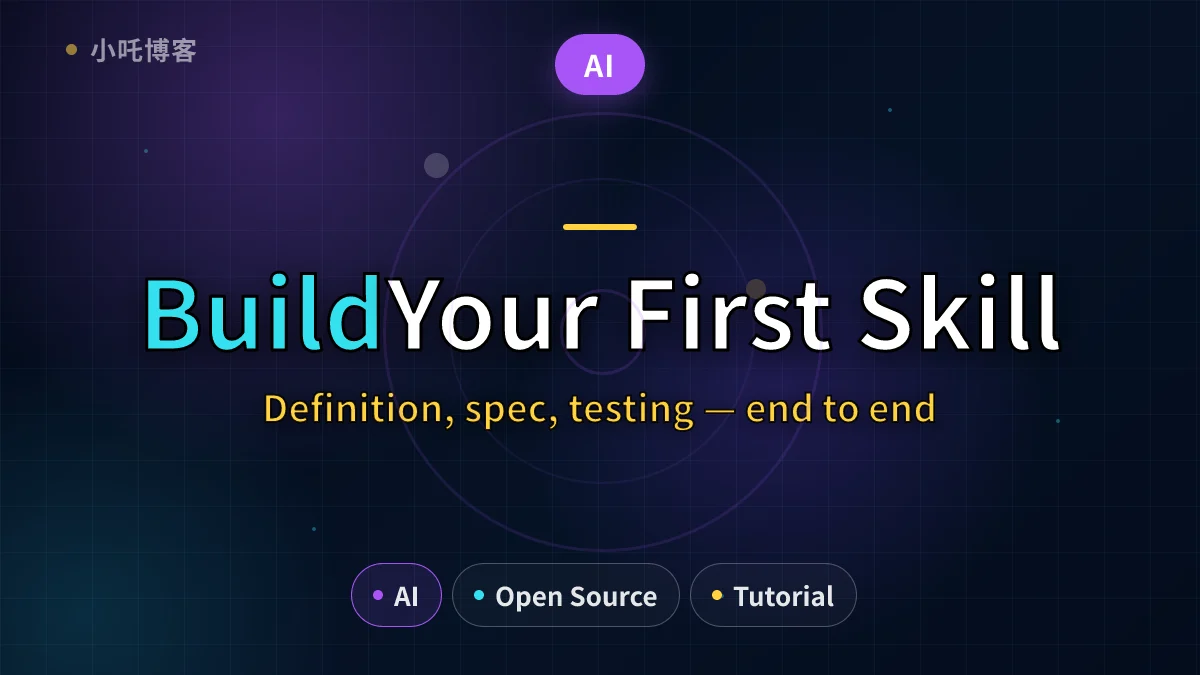 小吒博客
AI
BuildYour First Skill
Definition, spec, testing — end to end
AI
Open Source
Tutorial